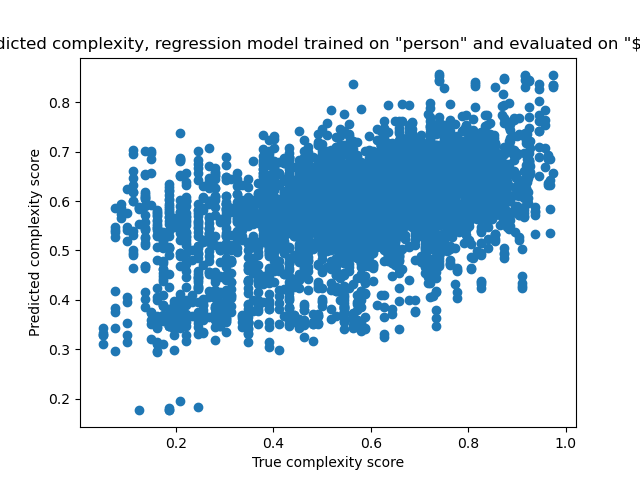 dicted complexity, regression model trained on "person" and evaluated on "$
0.8
0.7
0.6
0.5
0.4
0.3
0.2
Predicted complexity score
0.2 0.4 0.6 0.8 1.0
True complexity score